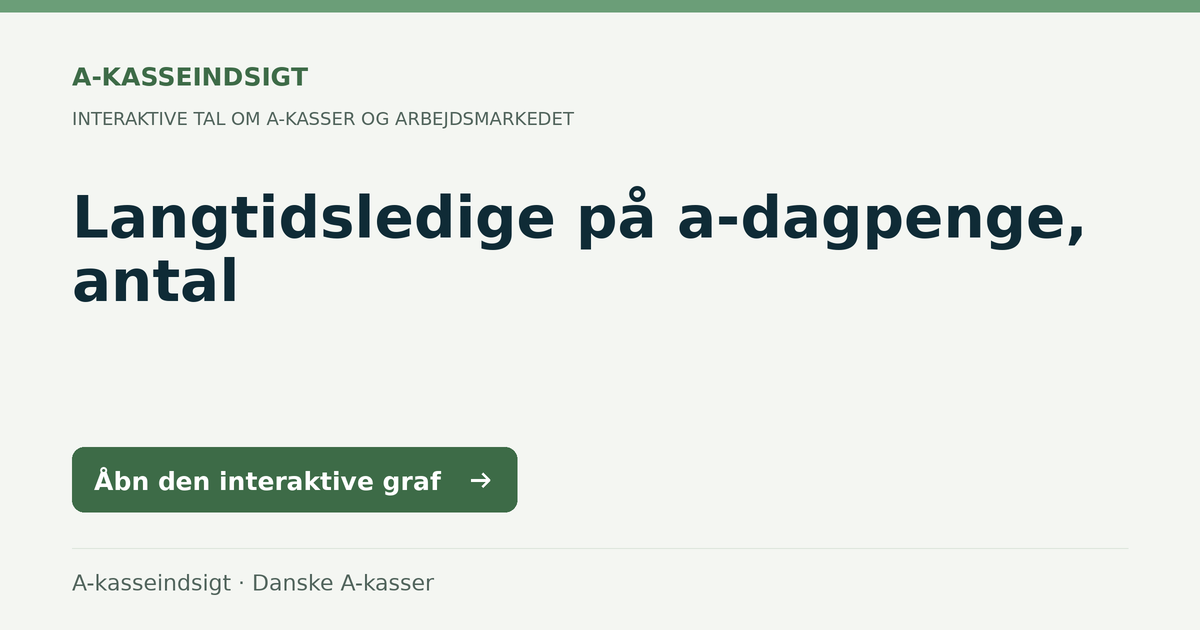 A-KASSEINDSIGT
INTERAKTIVE TAL OM A-KASSER OG ARBEJDSMARKEDET
Langtidsledige på a-dagpenge,
antal
Åbn den interaktive graf →
A-kasseindsigt · Danske A-kasser